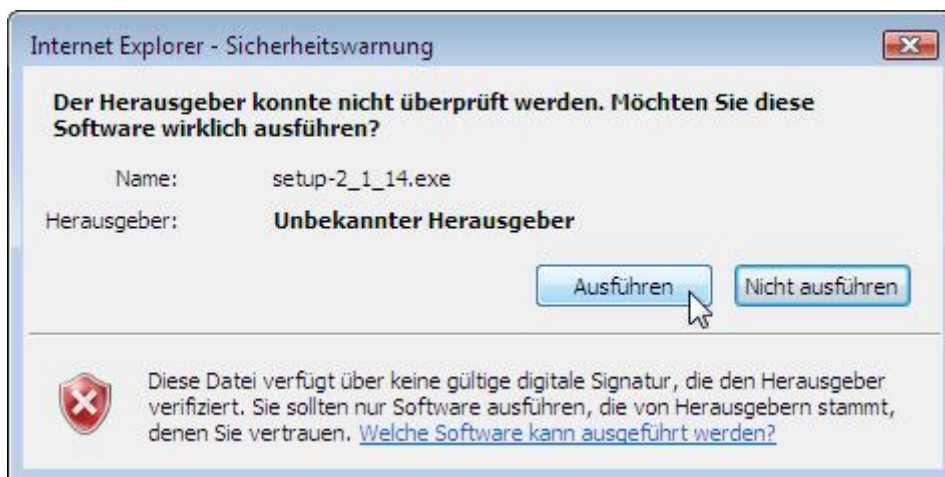 Internet Explorer - Sicherheitswarnung
Der Herausgeber konnte nicht überprüft werden. Möchten Sie diese
Software wirklich ausführen?
Name: setup-2_1_14.exe
Herausgeber: Unbekannter Herausgeber
Ausführen Nicht ausführen
Diese Datei verfügt über keine gültige digitale Signatur, die den Herausgeber
verifiziert. Sie sollten nur Software ausführen, die von Herausgebern stammt,
denen Sie vertrauen. Welche Software kann ausgeführt werden?